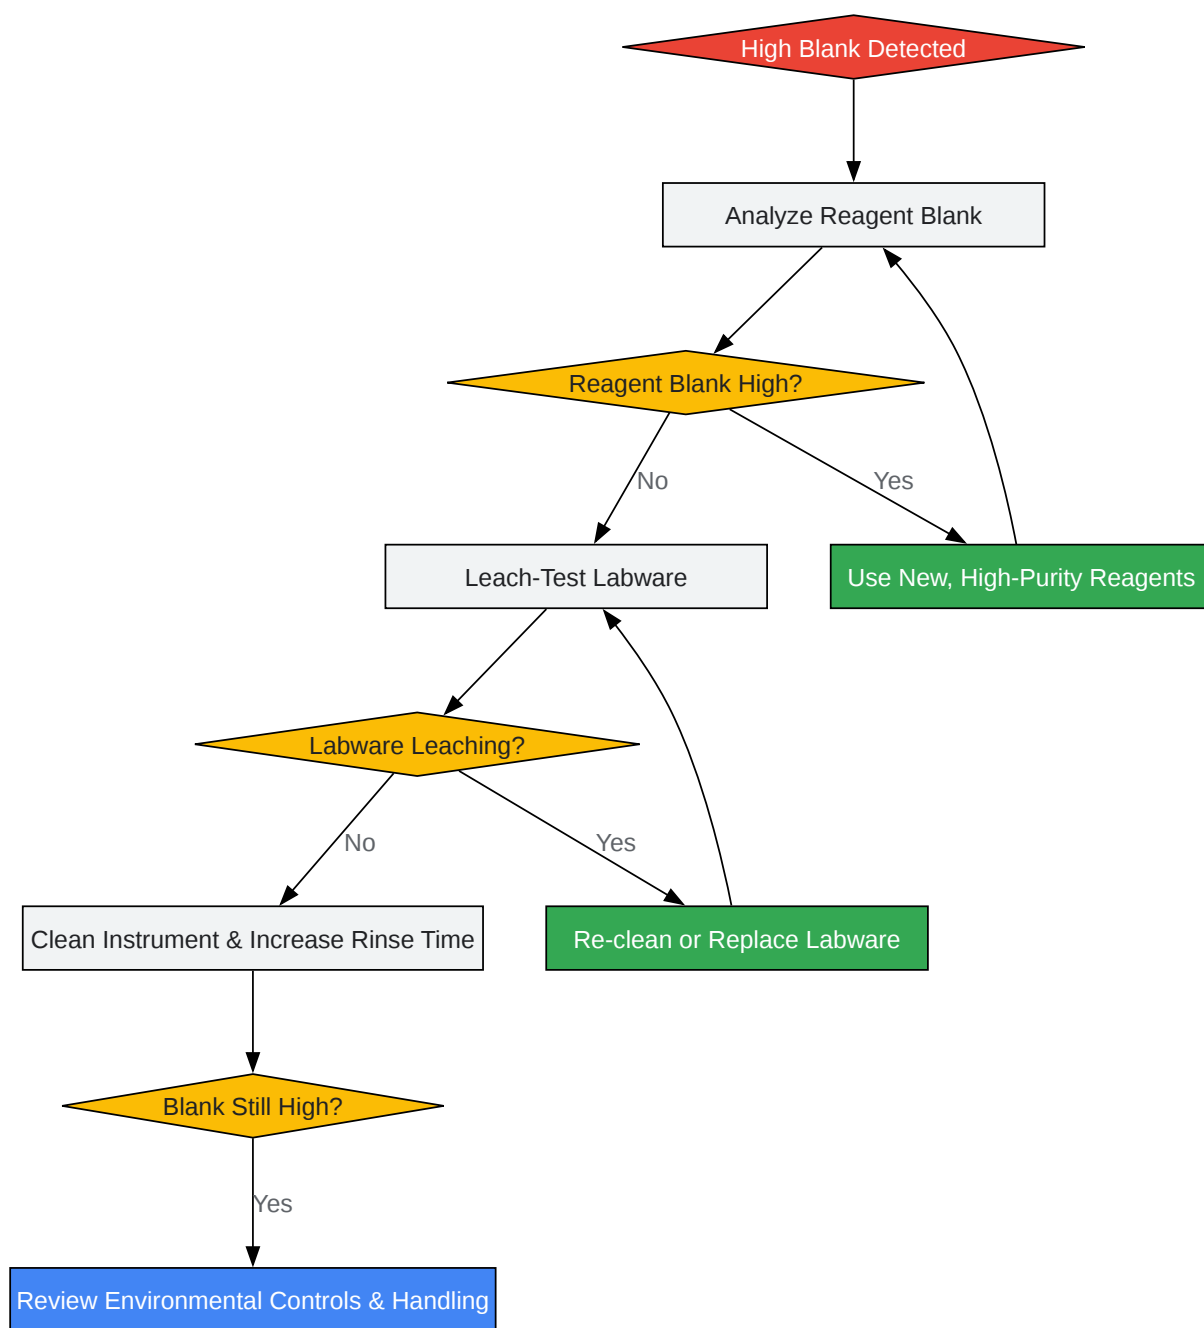 High Blank Detected
Analyze Reagent Blank
Reagent Blank High?
No
Yes
Leach-Test Labware
Use New, High-Purity Reagents
Labware Leaching?
No
Yes
Clean Instrument & Increase Rinse Time
Re-clean or Replace Labware
Blank Still High?
Yes
Review Environmental Controls & Handling